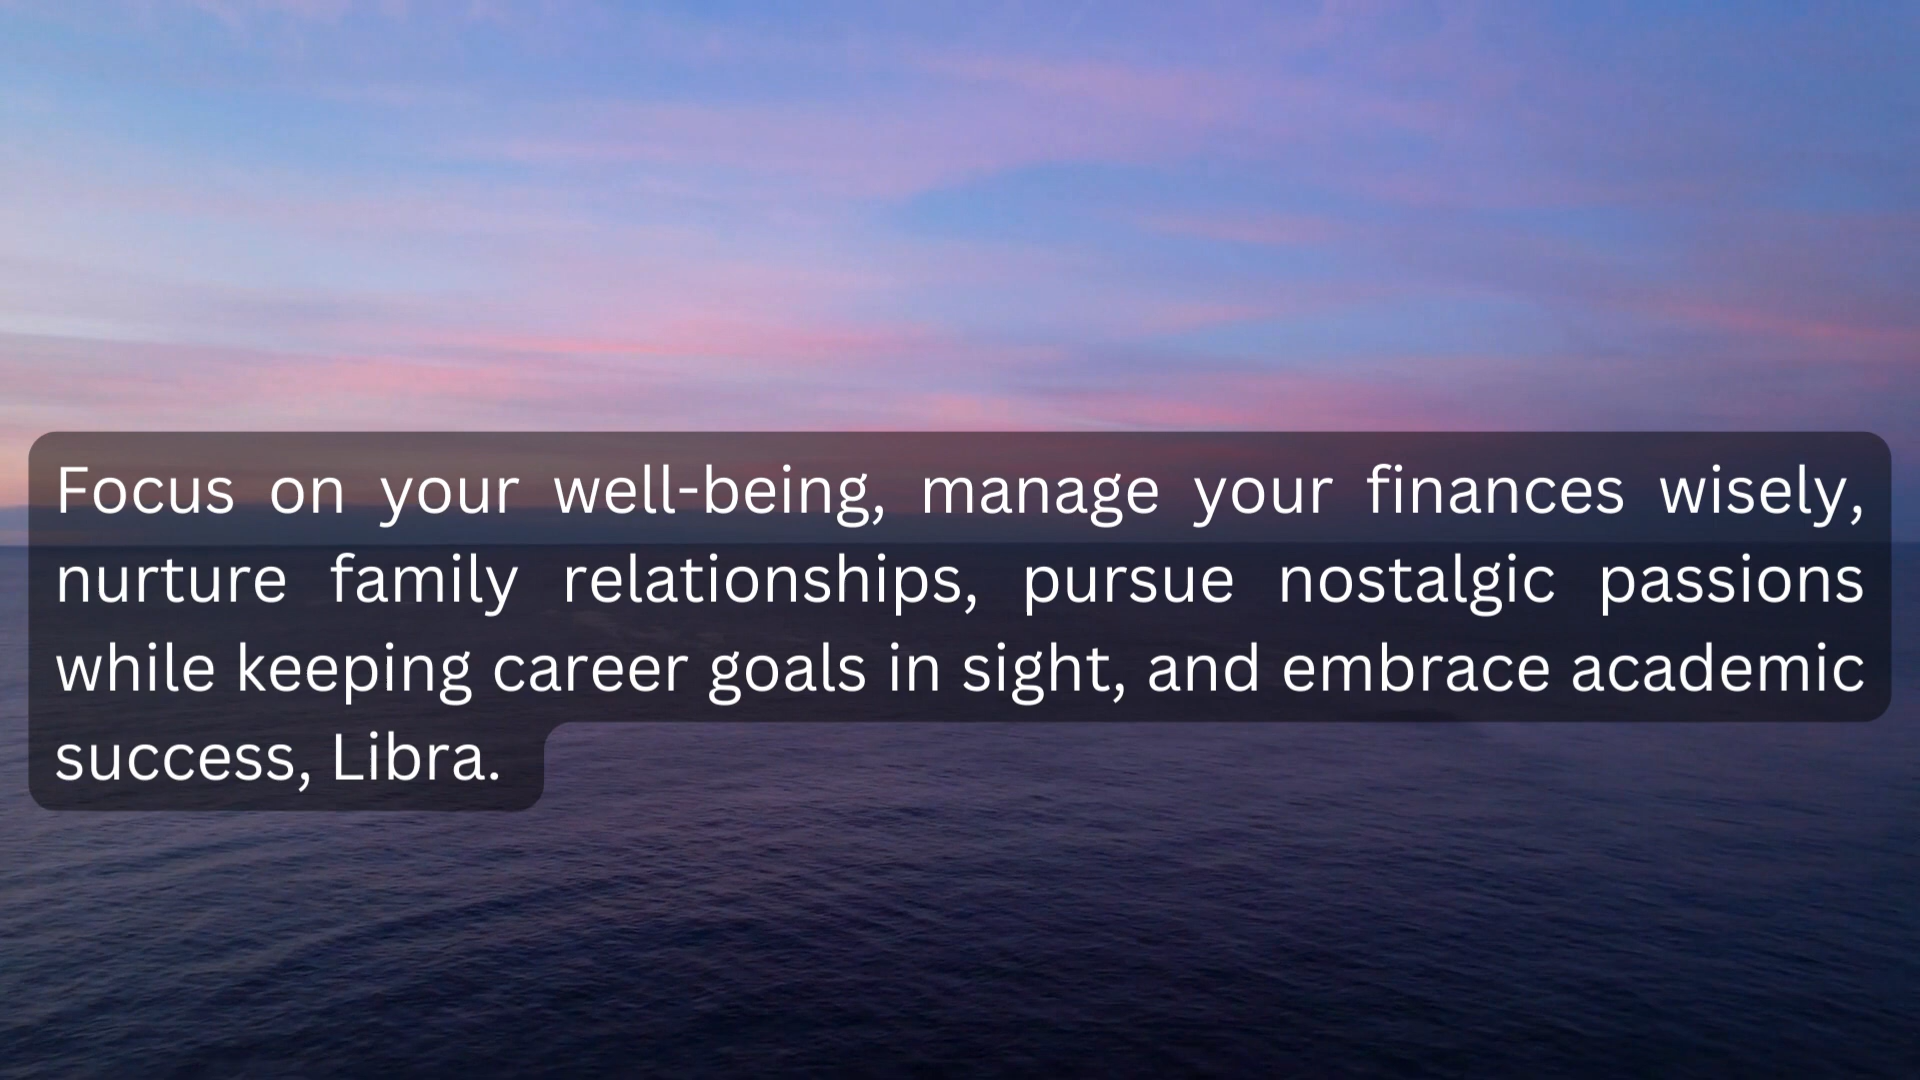 Focus on your well-being, manage your finances wisely,
nurture family relationships, pursue nostalgic passions
while keeping career goals in sight, and embrace academic
success, Libra.